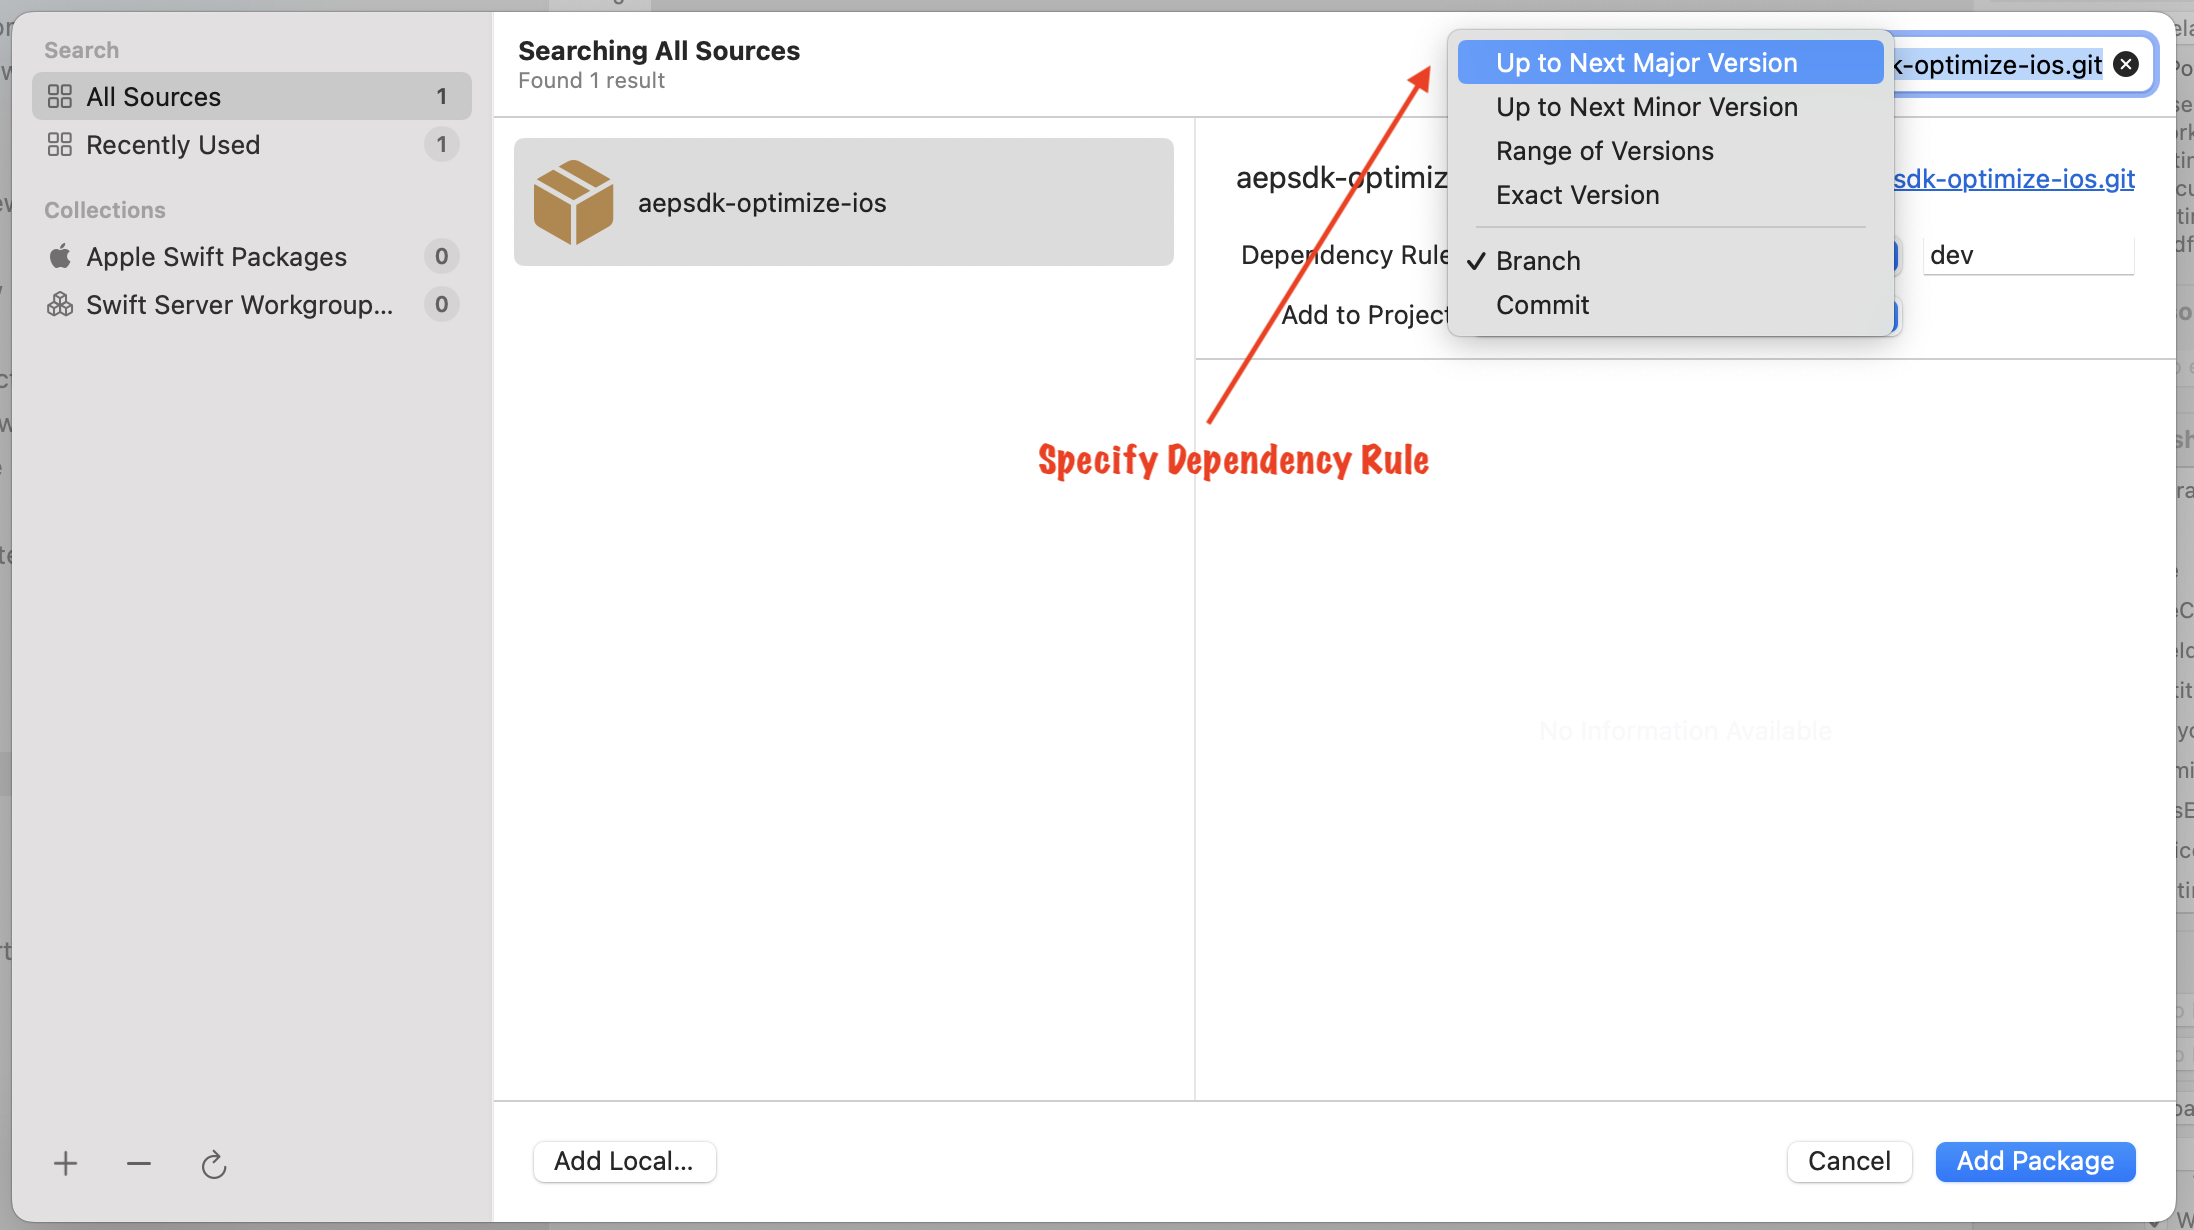 Search
All Sources 1
Recently Used 1
Collections
Apple Swift Packages 0
Swift Server Workgroup... 0
Searching All Sources
Found 1 result
k-optimize-ios.git
aepsdk-optimize-ios
Up to Next Major Version
Up to Next Minor Version
Range of Versions
Exact Version
Branch
Commit
aepsdk-optimiz
sdk-optimize-ios.git
Dependency Rule
dev
Add to Project
Specify Dependency Rule
No Information Available
Add Local...
Cancel
Add Package